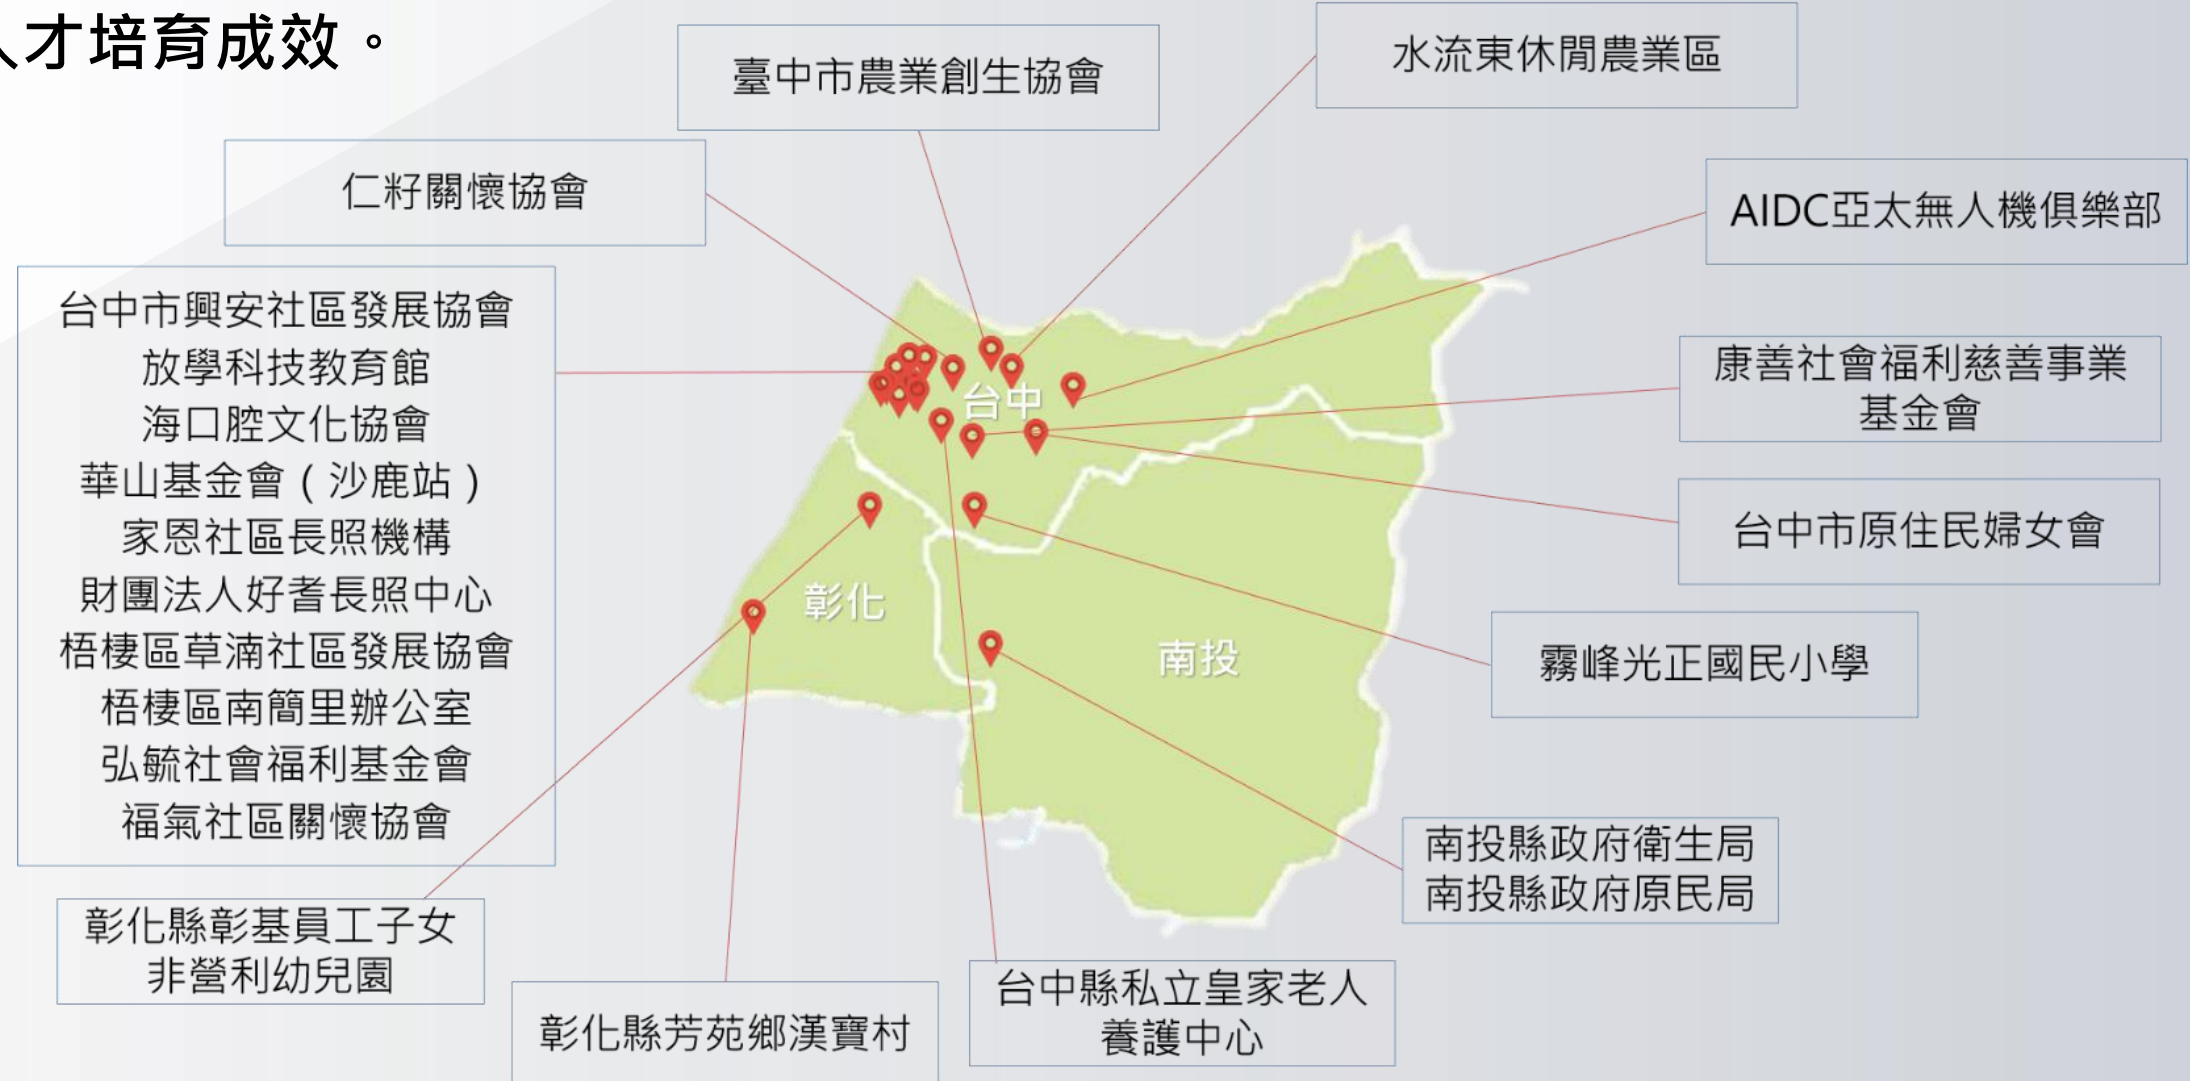 人才培育成效。
臺中市農業創生協會
水流東休閒農業區
仁籽關懷協會
AIDC亞太無人機俱樂部
台中市興安社區發展協會
放學科技教育館
海口腔文化協會
華山基金會（沙鹿站）
家恩社區長照機構
財團法人好耆長照中心
梧棲區草湳社區發展協會
梧棲區南簡里辦公室
弘毓社會福利基金會
福氣社區關懷協會
康善社會福利慈善事業
基金會
台中
台中市原住民婦女會
彰化
南投
霧峰光正國民小學
南投縣政府衛生局
南投縣政府原民局
彰化縣彰基員工子女
非營利幼兒園
彰化縣芳苑鄉漢寶村
台中縣私立皇家老人
養護中心